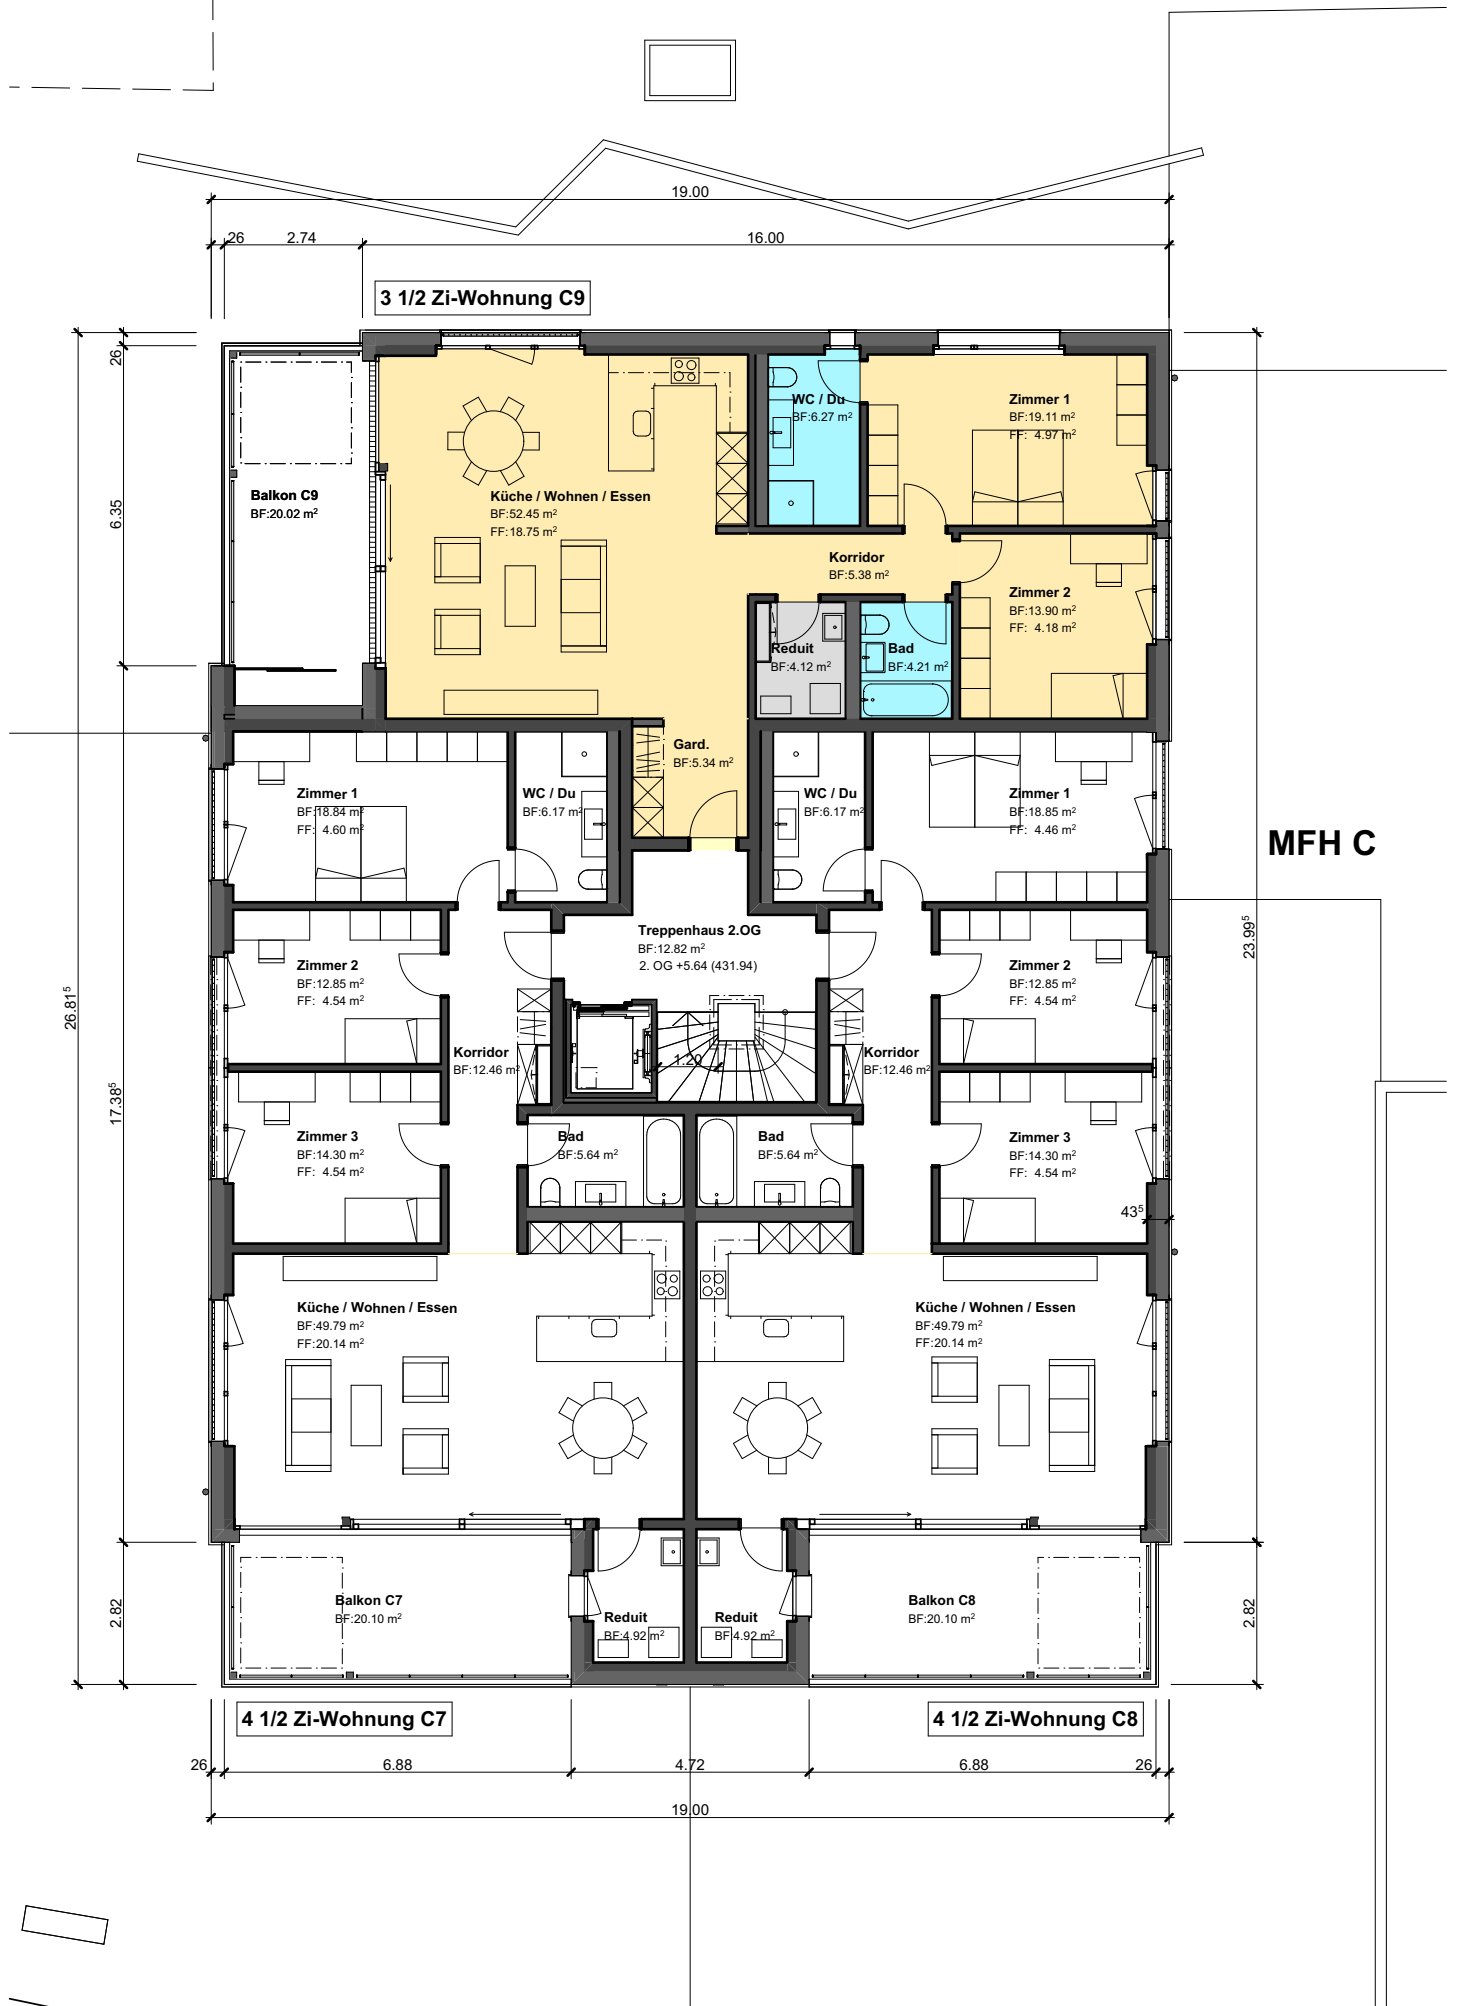 19.00
26 2.74 16.00
3 1/2 Zi-Wohnung C9
26
6.35
26.81⁵
17.38⁵
2.82
Balkon C9
BF:20.02 m²
Küche / Wohnen / Essen
BF:52.45 m²
FF:18.75 m²
WC / Du
BF:6.27 m²
Zimmer 1
BF:19.11 m²
FF: 4.97 m²
Korridor
BF:5.38 m²
Zimmer 2
BF:13.90 m²
FF: 4.18 m²
Reduit
BF:4.12 m²
Bad
BF:4.21 m²
Gard.
BF:5.34 m²
Zimmer 1
BF:18.84 m²
FF: 4.60 m²
WC / Du
BF:6.17 m²
WC / Du
BF:6.17 m²
Zimmer 1
BF:18.85 m²
FF: 4.46 m²
MFH C
23.99⁵
Treppenhaus 2.OG
BF:12.82 m²
2. OG +5.64 (431.94)
Zimmer 2
BF:12.85 m²
FF: 4.54 m²
Zimmer 2
BF:12.85 m²
FF: 4.54 m²
Korridor
BF:12.46 m²
1.20
Korridor
BF:12.46 m²
Zimmer 3
BF:14.30 m²
FF: 4.54 m²
Bad
BF:5.64 m²
Bad
BF:5.64 m²
Zimmer 3
BF:14.30 m²
FF: 4.54 m²
43⁵
Küche / Wohnen / Essen
BF:49.79 m²
FF:20.14 m²
Küche / Wohnen / Essen
BF:49.79 m²
FF:20.14 m²
Balkon C7
BF:20.10 m²
Reduit
BF:4.92 m²
Reduit
BF:4.92 m²
Balkon C8
BF:20.10 m²
2.82
4 1/2 Zi-Wohnung C7
4 1/2 Zi-Wohnung C8
26 6.88 4.72 6.88 26
19.00